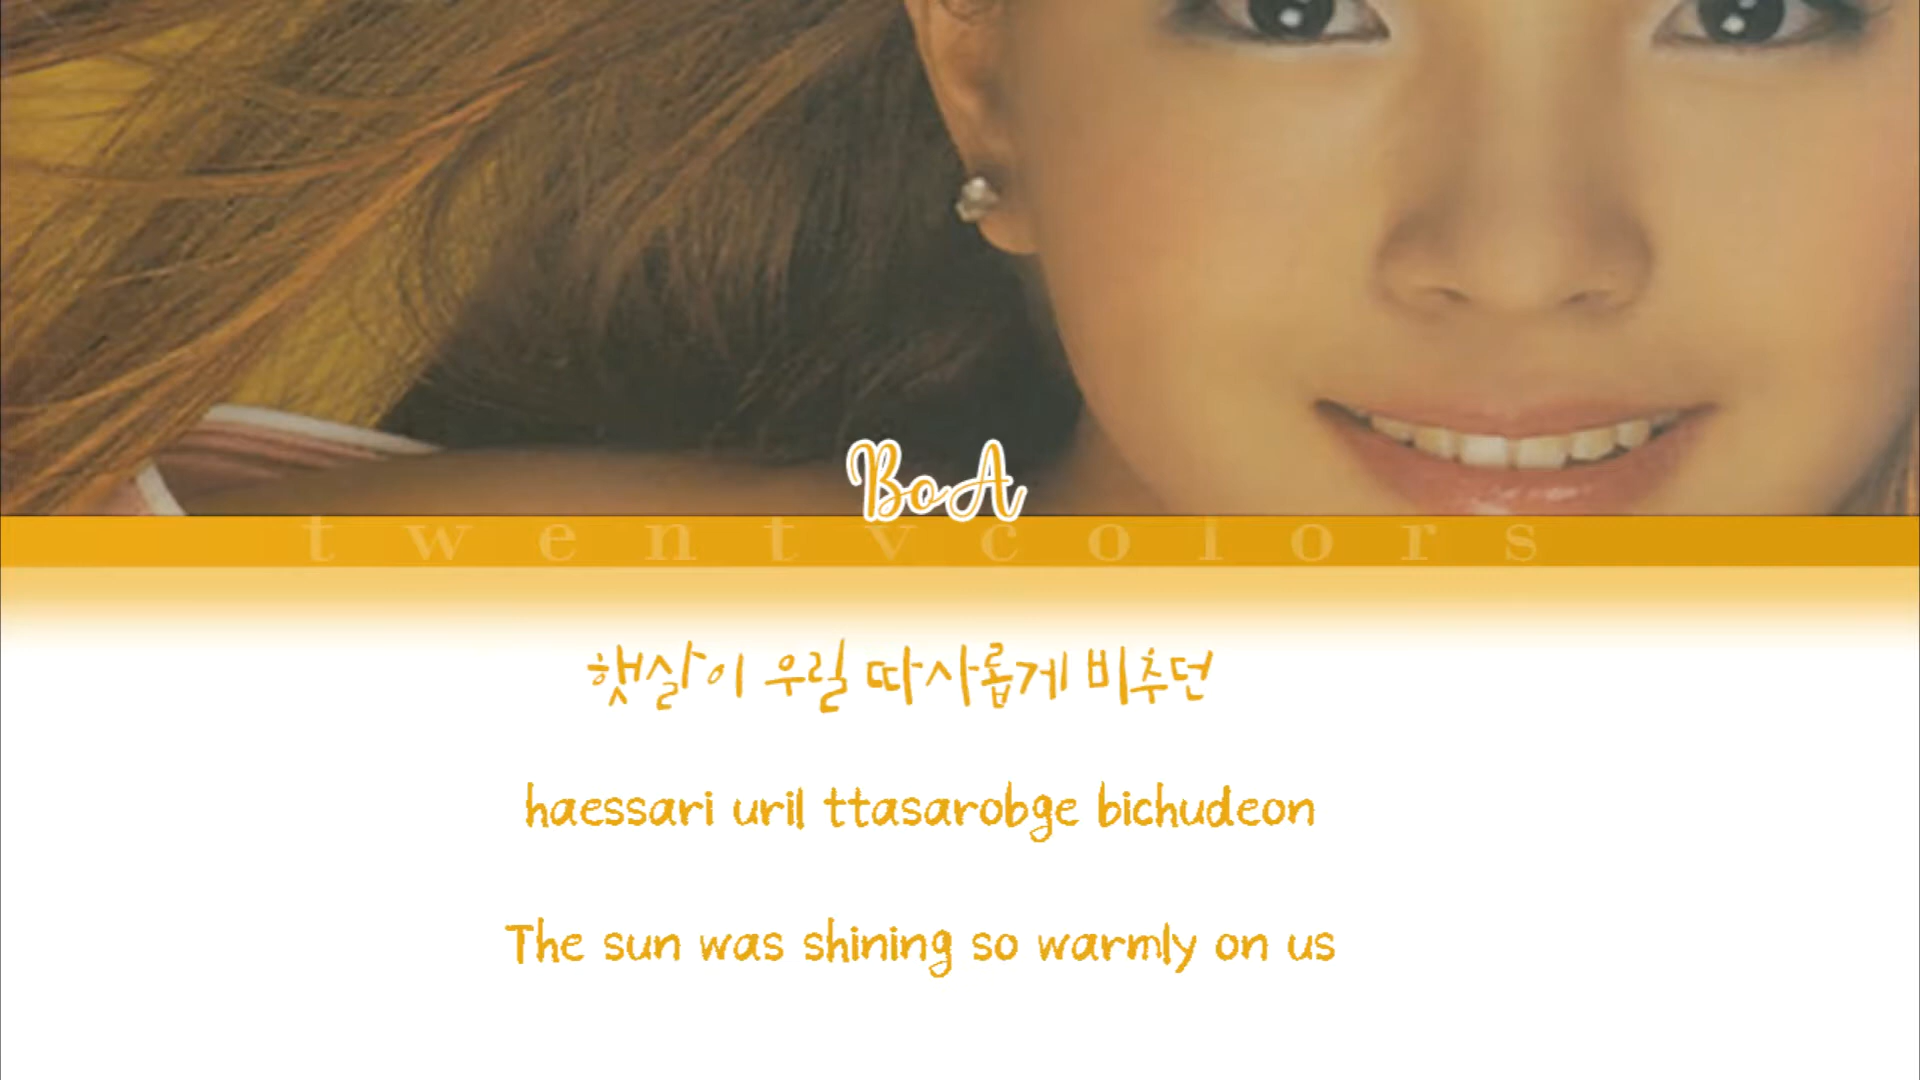 BoA
twentycolors
햇살이 우릴 따사롭게 비추던
haessari uril ttasarobge bichudeon
The sun was shining so warmly on us